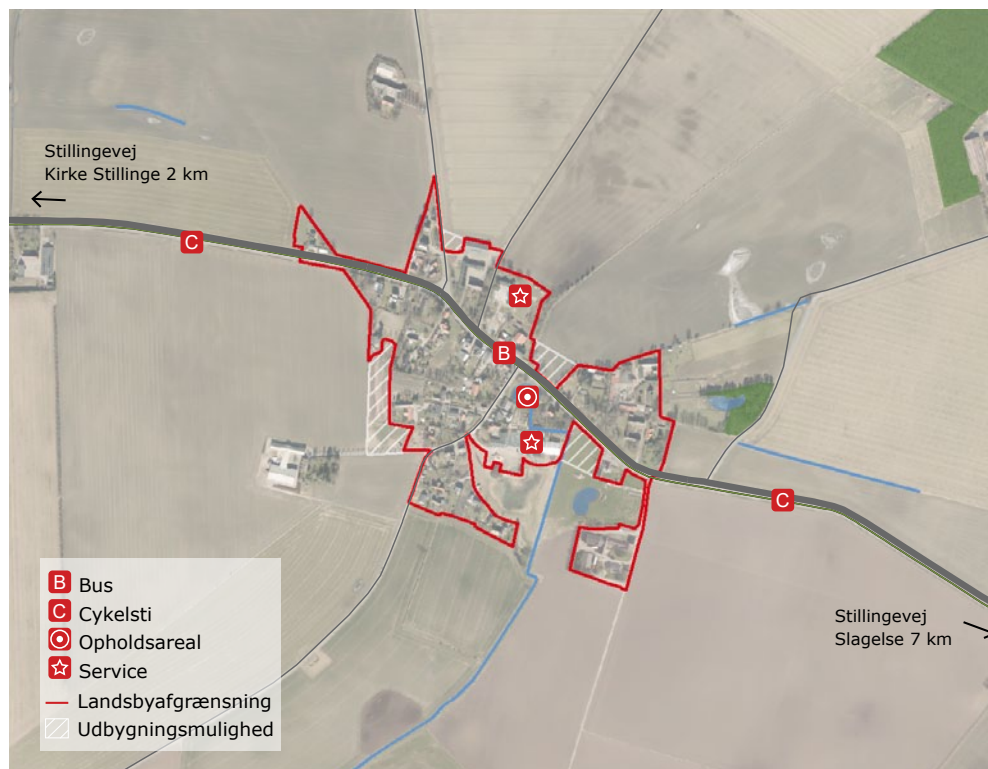 Stillingevej
Kirke Stillinge 2 km
C
B
C
Stillingevej
Slagelse 7 km
B Bus
C Cykelsti
Opholdsareal
Service
Landsbyafgrænsning
Udbygningsmulighed